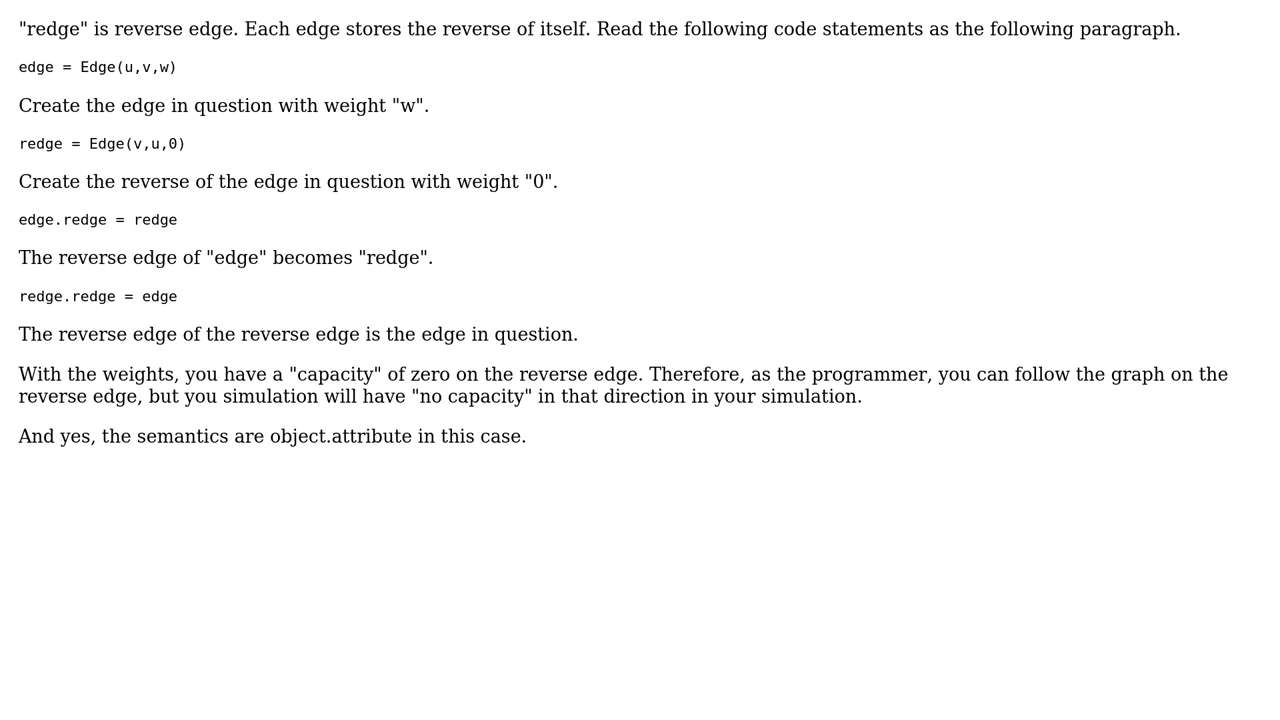 "redge" is reverse edge. Each edge stores the reverse of itself. Read the following code statements as the following paragraph.
edge = Edge(u,v,w)
Create the edge in question with weight "w".
redge = Edge(v,u,0)
Create the reverse of the edge in question with weight "0".
edge.redge = redge
The reverse edge of "edge" becomes "redge".
redge.redge = edge
The reverse edge of the reverse edge is the edge in question.
With the weights, you have a "capacity" of zero on the reverse edge. Therefore, as the programmer, you can follow the graph on the
reverse edge, but you simulation will have "no capacity" in that direction in your simulation.
And yes, the semantics are object.attribute in this case.